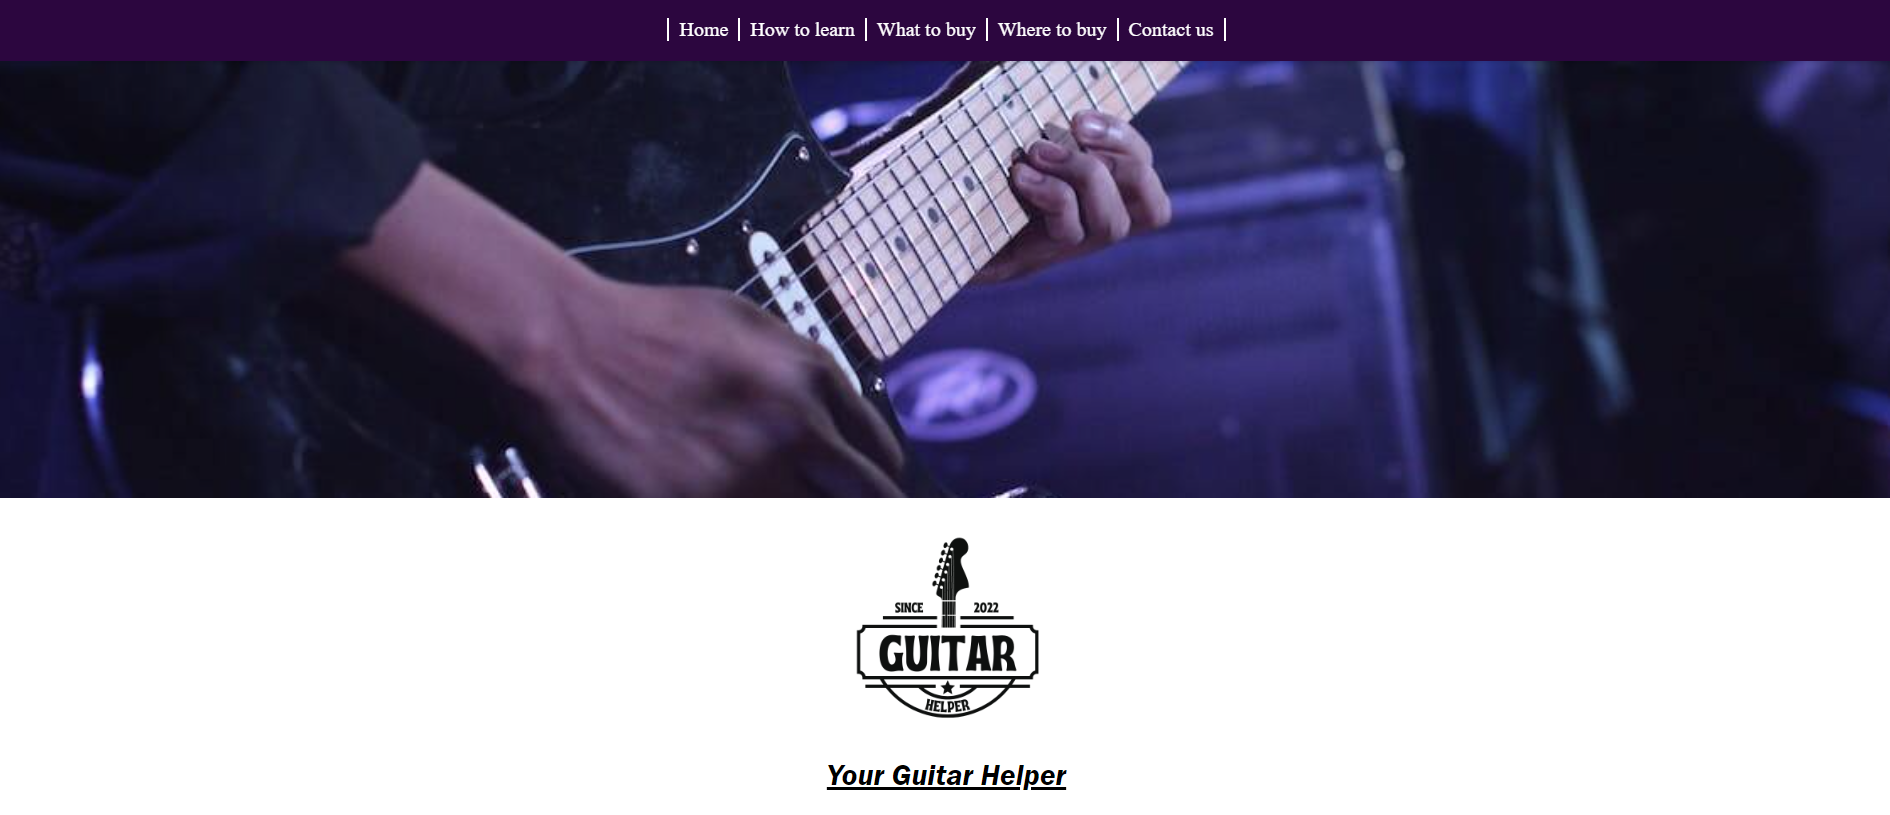 Home How to learn What to buy Where to buy Contact us
SINCE 2022
GUITAR
HELPER
Your Guitar Helper